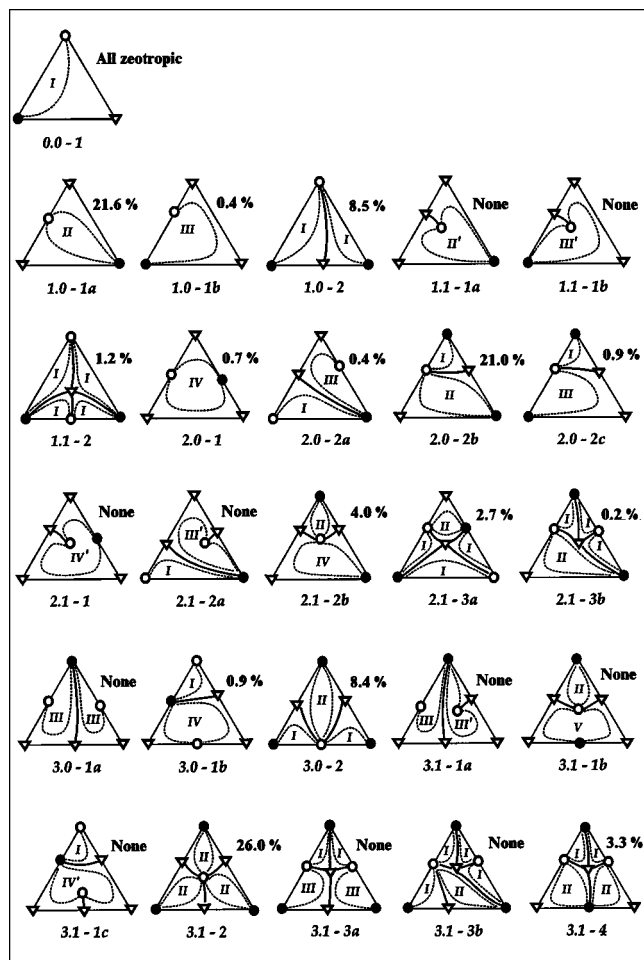 All zeotropic
I
0.0 - 1
21.6 %
II
1.0 - 1a
0.4 %
III
1.0 - 1b
8.5 %
I I
1.0 - 2
None
II'
1.1 - 1a
None
III'
1.1 - 1b
1.2 %
I I
I I
1.1 - 2
0.7 %
IV
2.0 - 1
0.4 %
III
I
2.0 - 2a
21.0 %
I
II
2.0 - 2b
0.9 %
I
III
2.0 - 2c
None
IV'
2.1 - 1
None
III'
I
2.1 - 2a
4.0 %
II
IV
2.1 - 2b
2.7 %
II
I I
I
2.1 - 3a
0.2 %
I I
II I
2.1 - 3b
None
III III
3.0 - 1a
0.9 %
I
IV
3.0 - 1b
8.4 %
II
I I
3.0 - 2
None
III III'
3.1 - 1a
None
II
V
3.1 - 1b
None
I
IV'
3.1 - 1c
26.0 %
II
II II
3.1 - 2
None
I I
III III
3.1 - 3a
None
I I
I II I
3.1 - 3b
3.3 %
I I
II II
3.1 - 4